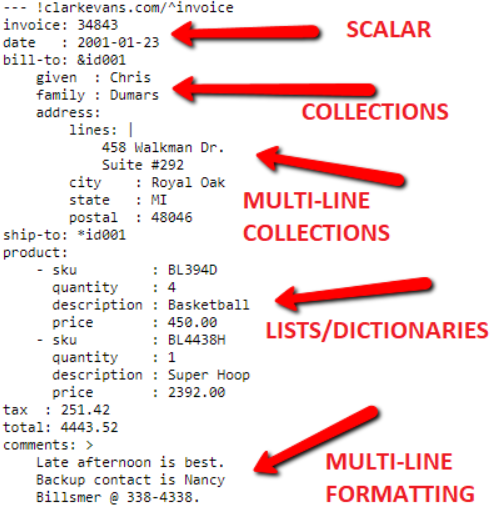 --- !clarkevans.com/^invoice
invoice: 34843
date   : 2001-01-23
SCALAR
bill-to: &id001
    given  : Chris
    family : Dumars
COLLECTIONS
    address:
        lines: |
            458 Walkman Dr.
            Suite #292
        city    : Royal Oak
        state   : MI
        postal  : 48046
MULTI-LINE
COLLECTIONS
ship-to: *id001
product:
    - sku         : BL394D
      quantity    : 4
      description : Basketball
      price       : 450.00
LISTS/DICTIONARIES
    - sku         : BL4438H
      quantity    : 1
      description : Super Hoop
      price       : 2392.00
tax  : 251.42
total: 4443.52
comments: >
    Late afternoon is best.
    Backup contact is Nancy
    Billsmer @ 338-4338.
MULTI-LINE
FORMATTING